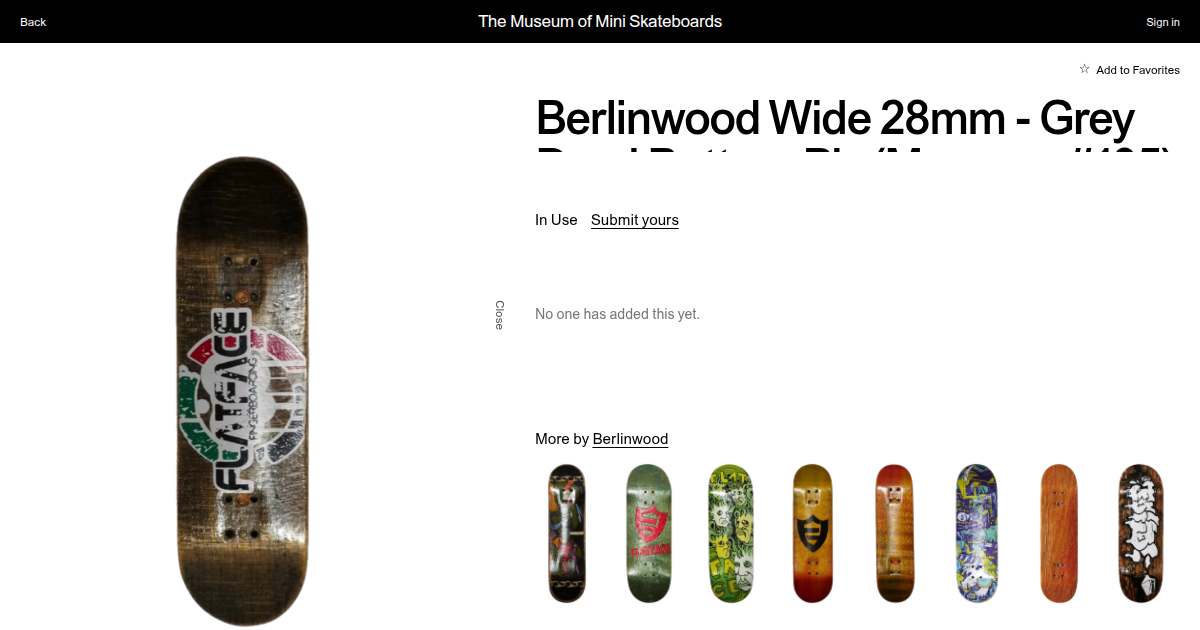 Back
The Museum of Mini Skateboards
Sign in
☆ Add to Favorites
Berlinwood Wide 28mm - Grey
In Use Submit yours
Close
No one has added this yet.
FLATFACE
FINGERBOARDING
More by Berlinwood